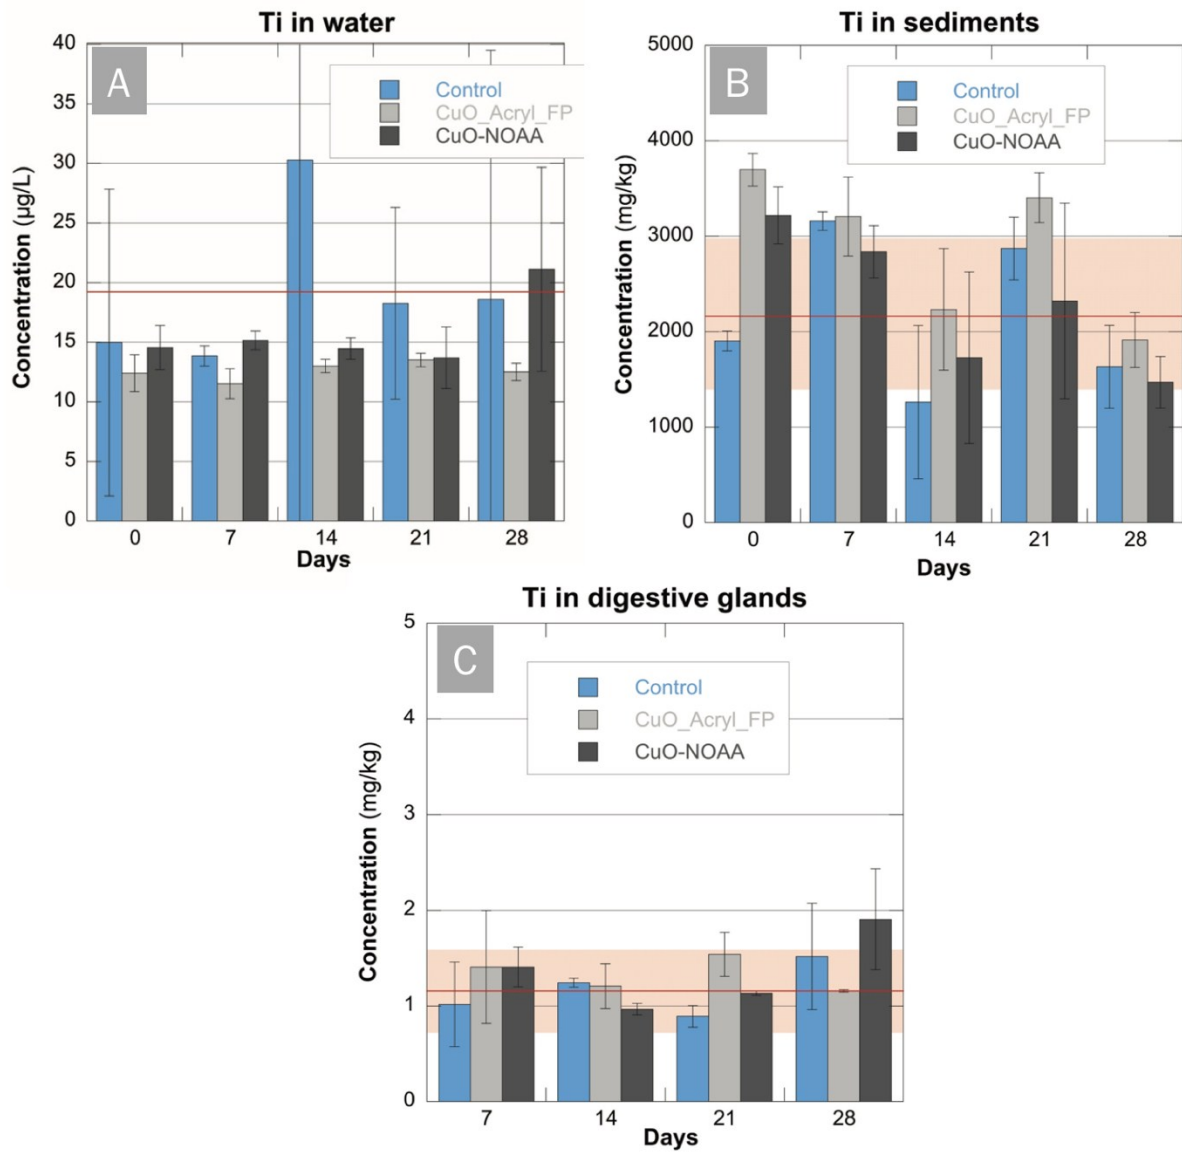 Ti in water
A
Control
CuO_Acryl_FP
CuO-NOAA
Concentration (µg/L)
40
35
30
25
20
15
10
5
0
0 7 14 21 28
Days
Ti in sediments
B
Control
CuO_Acryl_FP
CuO-NOAA
Concentration (mg/kg)
5000
4000
3000
2000
1000
0
0 7 14 21 28
Days
Ti in digestive glands
C
Control
CuO_Acryl_FP
CuO-NOAA
Concentration (mg/kg)
5
4
3
2
1
0
7 14 21 28
Days